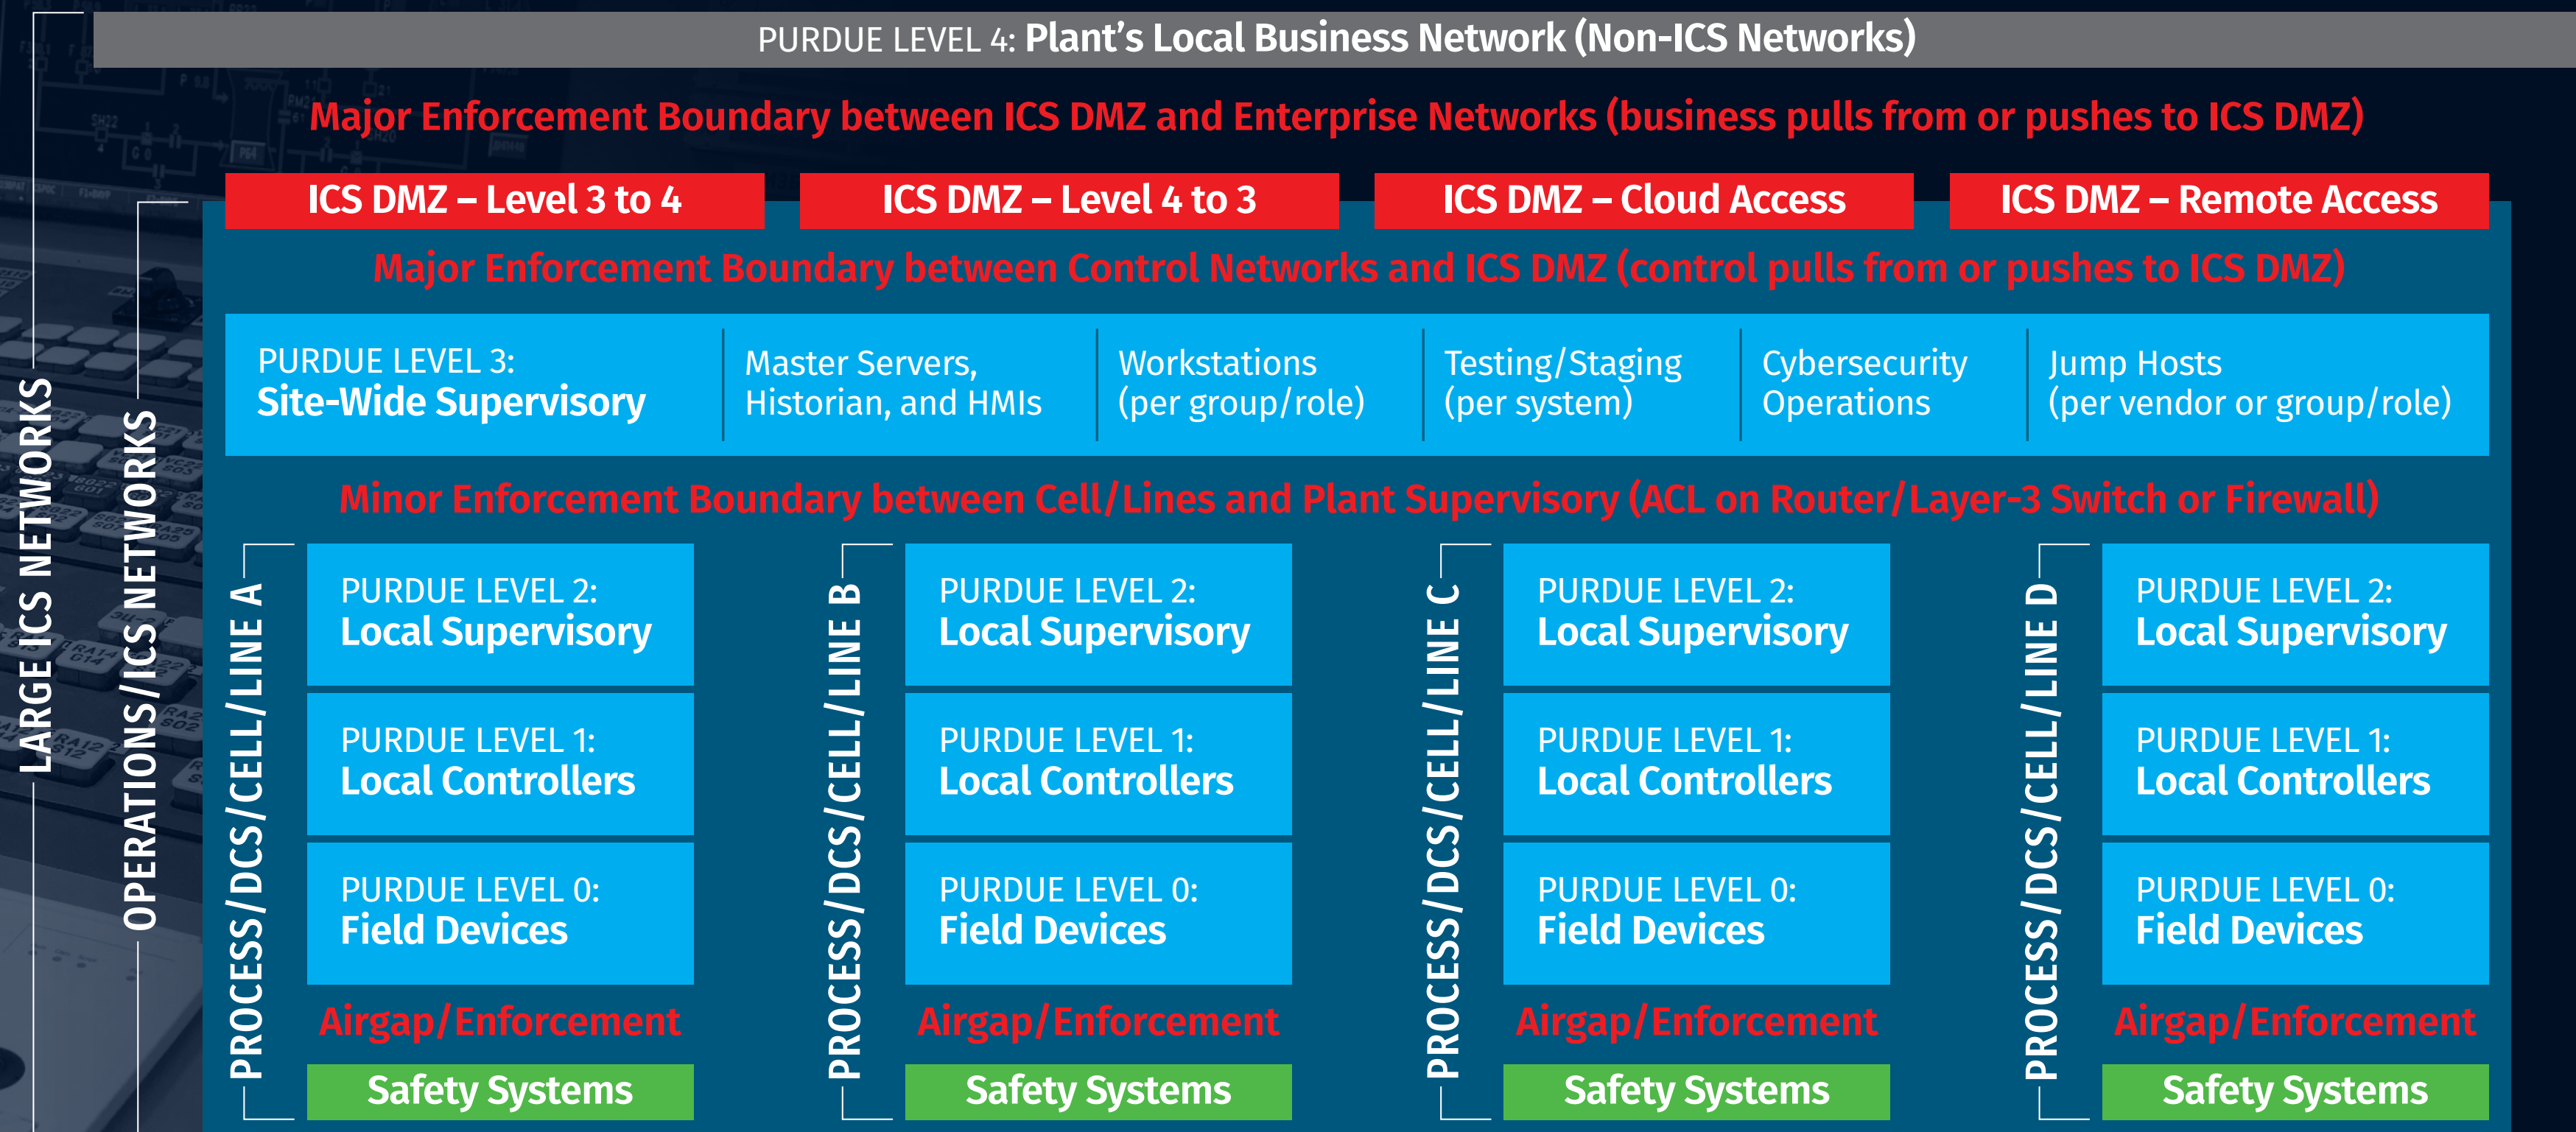 PURDUE LEVEL 4: Plant’s Local Business Network (Non-ICS Networks)
Major Enforcement Boundary between ICS DMZ and Enterprise Networks (business pulls from or pushes to ICS DMZ)
ICS DMZ – Level 3 to 4
ICS DMZ – Level 4 to 3
ICS DMZ – Cloud Access
ICS DMZ – Remote Access
Major Enforcement Boundary between Control Networks and ICS DMZ (control pulls from or pushes to ICS DMZ)
PURDUE LEVEL 3:
Site-Wide Supervisory
Master Servers,
Historian, and HMIs
Workstations
(per group/role)
Testing/Staging
(per system)
Cybersecurity
Operations
Jump Hosts
(per vendor or group/role)
Minor Enforcement Boundary between Cell/Lines and Plant Supervisory (ACL on Router/Layer-3 Switch or Firewall)
LARGE ICS NETWORKS
OPERATIONS/ICS NETWORKS
PROCESS/DCS/CELL/LINE A
PURDUE LEVEL 2:
Local Supervisory
PURDUE LEVEL 1:
Local Controllers
PURDUE LEVEL 0:
Field Devices
Airgap/Enforcement
Safety Systems
PROCESS/DCS/CELL/LINE B
PURDUE LEVEL 2:
Local Supervisory
PURDUE LEVEL 1:
Local Controllers
PURDUE LEVEL 0:
Field Devices
Airgap/Enforcement
Safety Systems
PROCESS/DCS/CELL/LINE C
PURDUE LEVEL 2:
Local Supervisory
PURDUE LEVEL 1:
Local Controllers
PURDUE LEVEL 0:
Field Devices
Airgap/Enforcement
Safety Systems
PROCESS/DCS/CELL/LINE D
PURDUE LEVEL 2:
Local Supervisory
PURDUE LEVEL 1:
Local Controllers
PURDUE LEVEL 0:
Field Devices
Airgap/Enforcement
Safety Systems